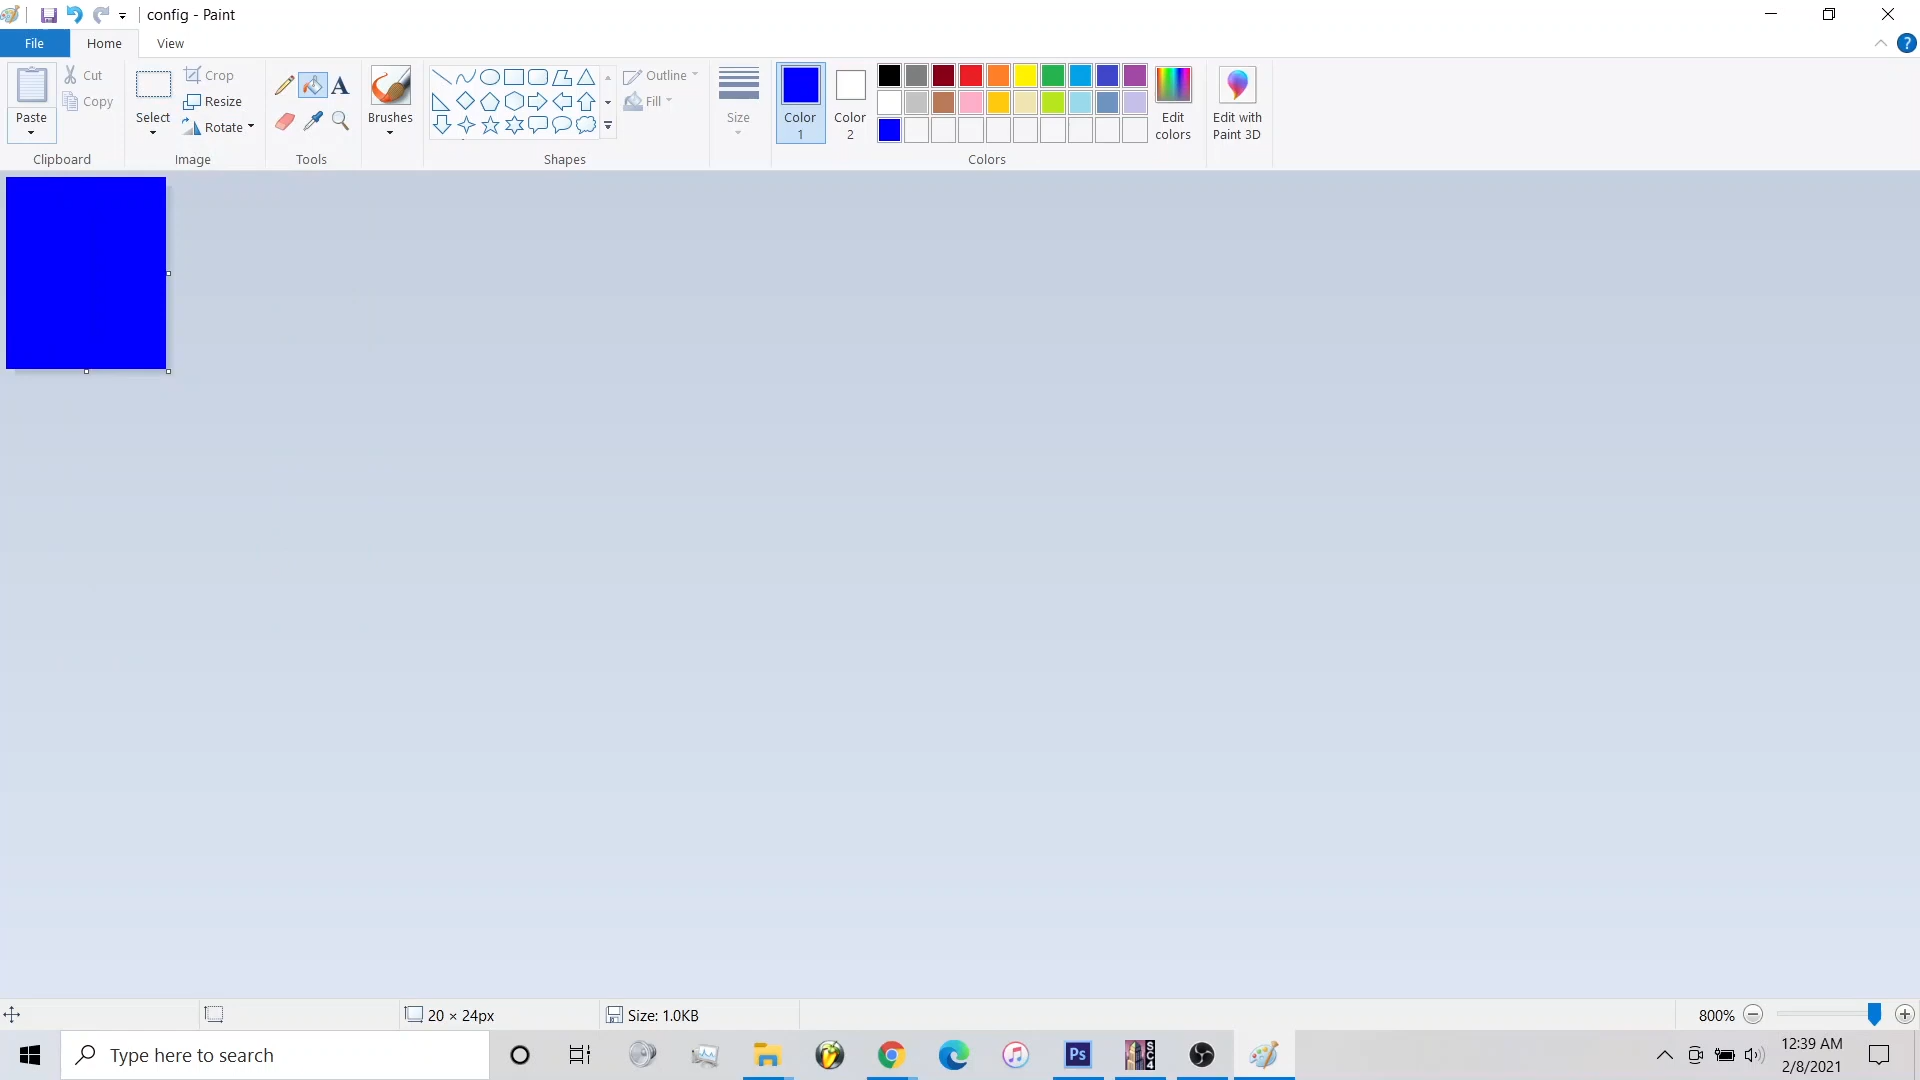 config - Paint
File
Home
View
Paste
Cut
Copy
Clipboard
Select
Crop
Resize
Rotate
Image
A
Tools
Brushes
Shapes
Outline
Fill
Size
Color
1
Color
2
Colors
Edit
colors
Edit with
Paint 3D
?
20 × 24px
Size: 1.0KB
800%
Type here to search
Ps
SC4
12:39 AM
2/8/2021